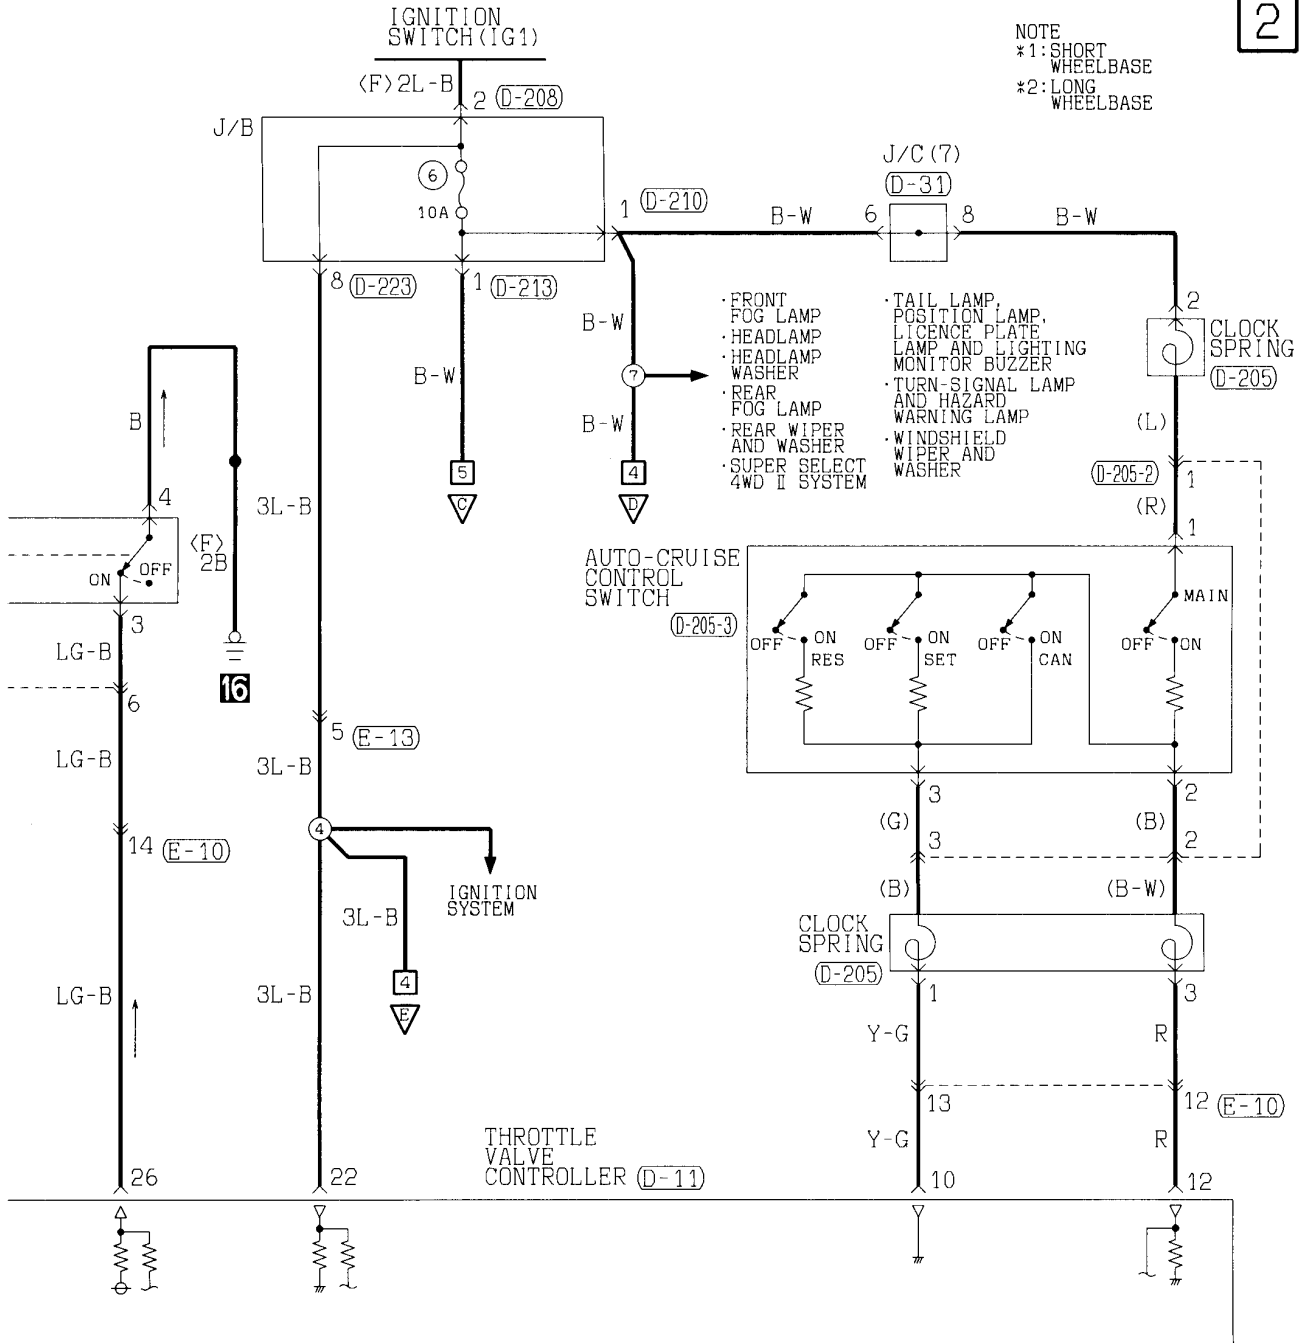 IGNITION
SWITCH(IG1)
2
NOTE
*1:SHORT
WHEELBASE
*2:LONG
WHEELBASE
<F>2L-B
2 (D-208)
J/B
6
10A
1 (D-210)
J/C(7)
(D-31)
B-W
6
8
B-W
8 (D-223)
1 (D-213)
B-W
B-W
7
B-W
5
C
4
D
·FRONT
FOG LAMP
·HEADLAMP
·HEADLAMP
WASHER
·REAR
FOG LAMP
·REAR WIPER
AND WASHER
·SUPER SELECT
4WD Ⅱ SYSTEM
·TAIL LAMP,
POSITION LAMP,
LICENCE PLATE
LAMP AND LIGHTING
MONITOR BUZZER
·TURN-SIGNAL LAMP
AND HAZARD
WARNING LAMP
·WINDSHIELD
WIPER AND
WASHER
2
CLOCK
SPRING
(D-205)
(L)
(D-205-2)
1
(R)
1
B
4
<F>
2B
ON
OFF
3
LG-B
16
6
LG-B
14 (E-10)
LG-B
26
3L-B
5 (E-13)
3L-B
4
IGNITION
SYSTEM
3L-B
4
E
3L-B
22
AUTO-CRUISE
CONTROL
SWITCH
(D-205-3)
OFF
ON
RES
OFF
ON
SET
OFF
ON
CAN
MAIN
OFF
ON
3
2
(G)
(B)
3
2
(B)
(B-W)
CLOCK
SPRING
(D-205)
1
3
Y-G
R
13
12 (E-10)
Y-G
R
10
12
THROTTLE
VALVE
CONTROLLER (D-11)